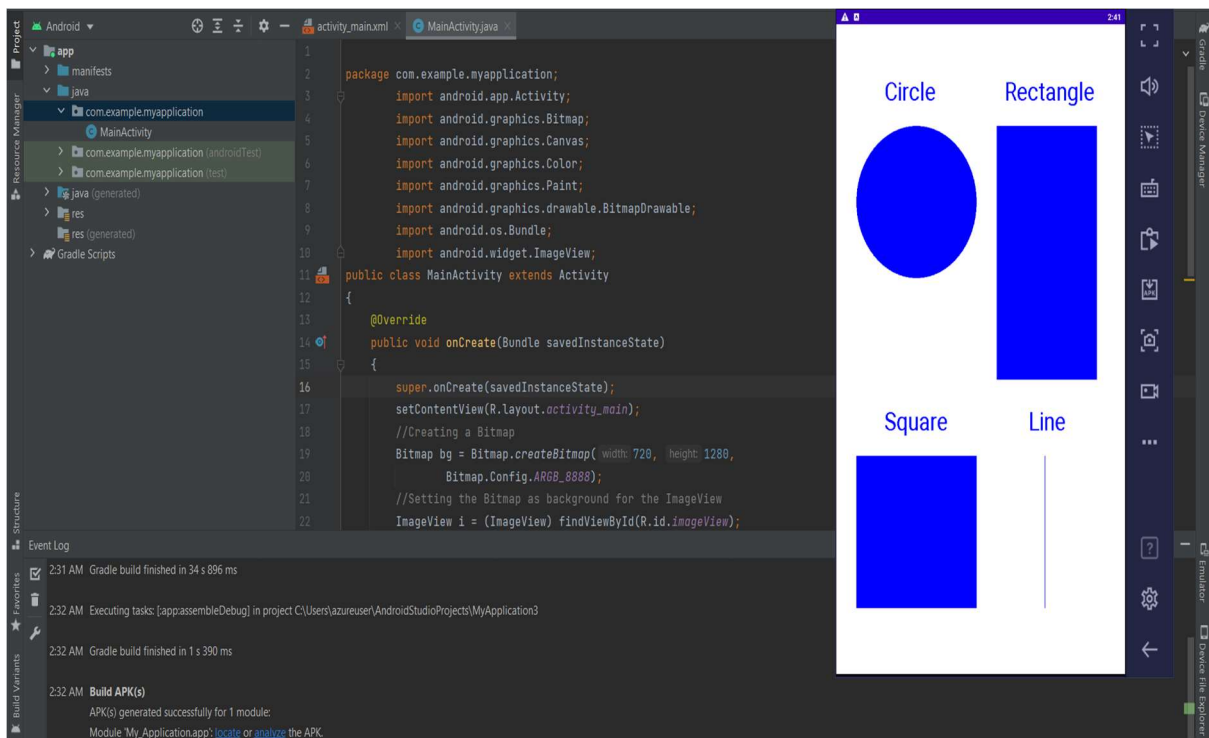 Project
Resource Manager
Structure
Favorites
Build Variants
Android
app
manifests
java
com.example.myapplication
MainActivity
com.example.myapplication (androidTest)
com.example.myapplication (test)
java (generated)
res
res (generated)
Gradle Scripts
activity_main.xml
MainActivity.java
1
2 package com.example.myapplication;
3 import android.app.Activity;
4 import android.graphics.Bitmap;
5 import android.graphics.Canvas;
6 import android.graphics.Color;
7 import android.graphics.Paint;
8 import android.graphics.drawable.BitmapDrawable;
9 import android.os.Bundle;
10 import android.widget.ImageView;
11 public class MainActivity extends Activity
12 {
13 @Override
14 public void onCreate(Bundle savedInstanceState)
15 {
16 super.onCreate(savedInstanceState);
17 setContentView(R.layout.activity_main);
18 //Creating a Bitmap
19 Bitmap bg = Bitmap.createBitmap( width: 720, height: 1280,
20 Bitmap.Config.ARGB_8888);
21 //Setting the Bitmap as background for the ImageView
22 ImageView i = (ImageView) findViewById(R.id.imageView);
Event Log
2:31 AM Gradle build finished in 34 s 896 ms
2:32 AM Executing tasks: [:app:assembleDebug] in project C:\Users\azureuser\AndroidStudioProjects\MyApplication3
2:32 AM Gradle build finished in 1 s 390 ms
2:32 AM Build APK(s)
APK(s) generated successfully for 1 module:
Module 'My_Application.app': locate or analyze the APK.
2:41
Circle Rectangle
Square Line
APK
?
Gradle
Device Manager
Emulator
Device File Explorer